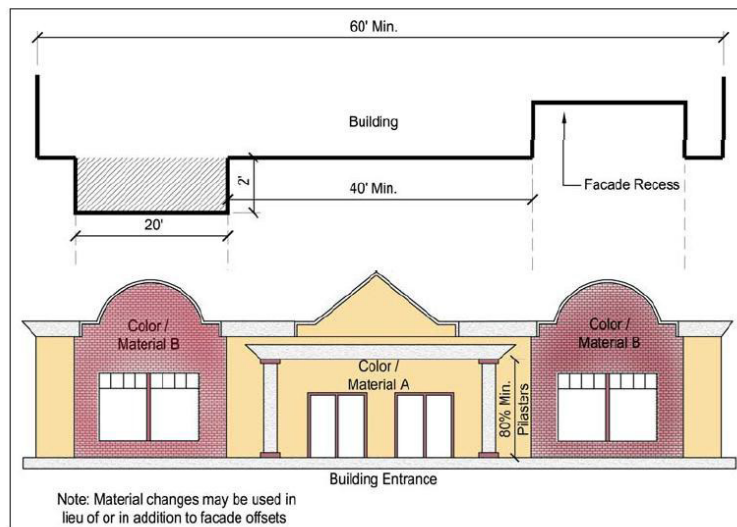 60' Min.
Building
Facade Recess
2'
40' Min.
20'
Color /
Material B
Color /
Material A
Color /
Material B
80% Min.
Pilasters
Building Entrance
Note: Material changes may be used in
lieu of or in addition to facade offsets